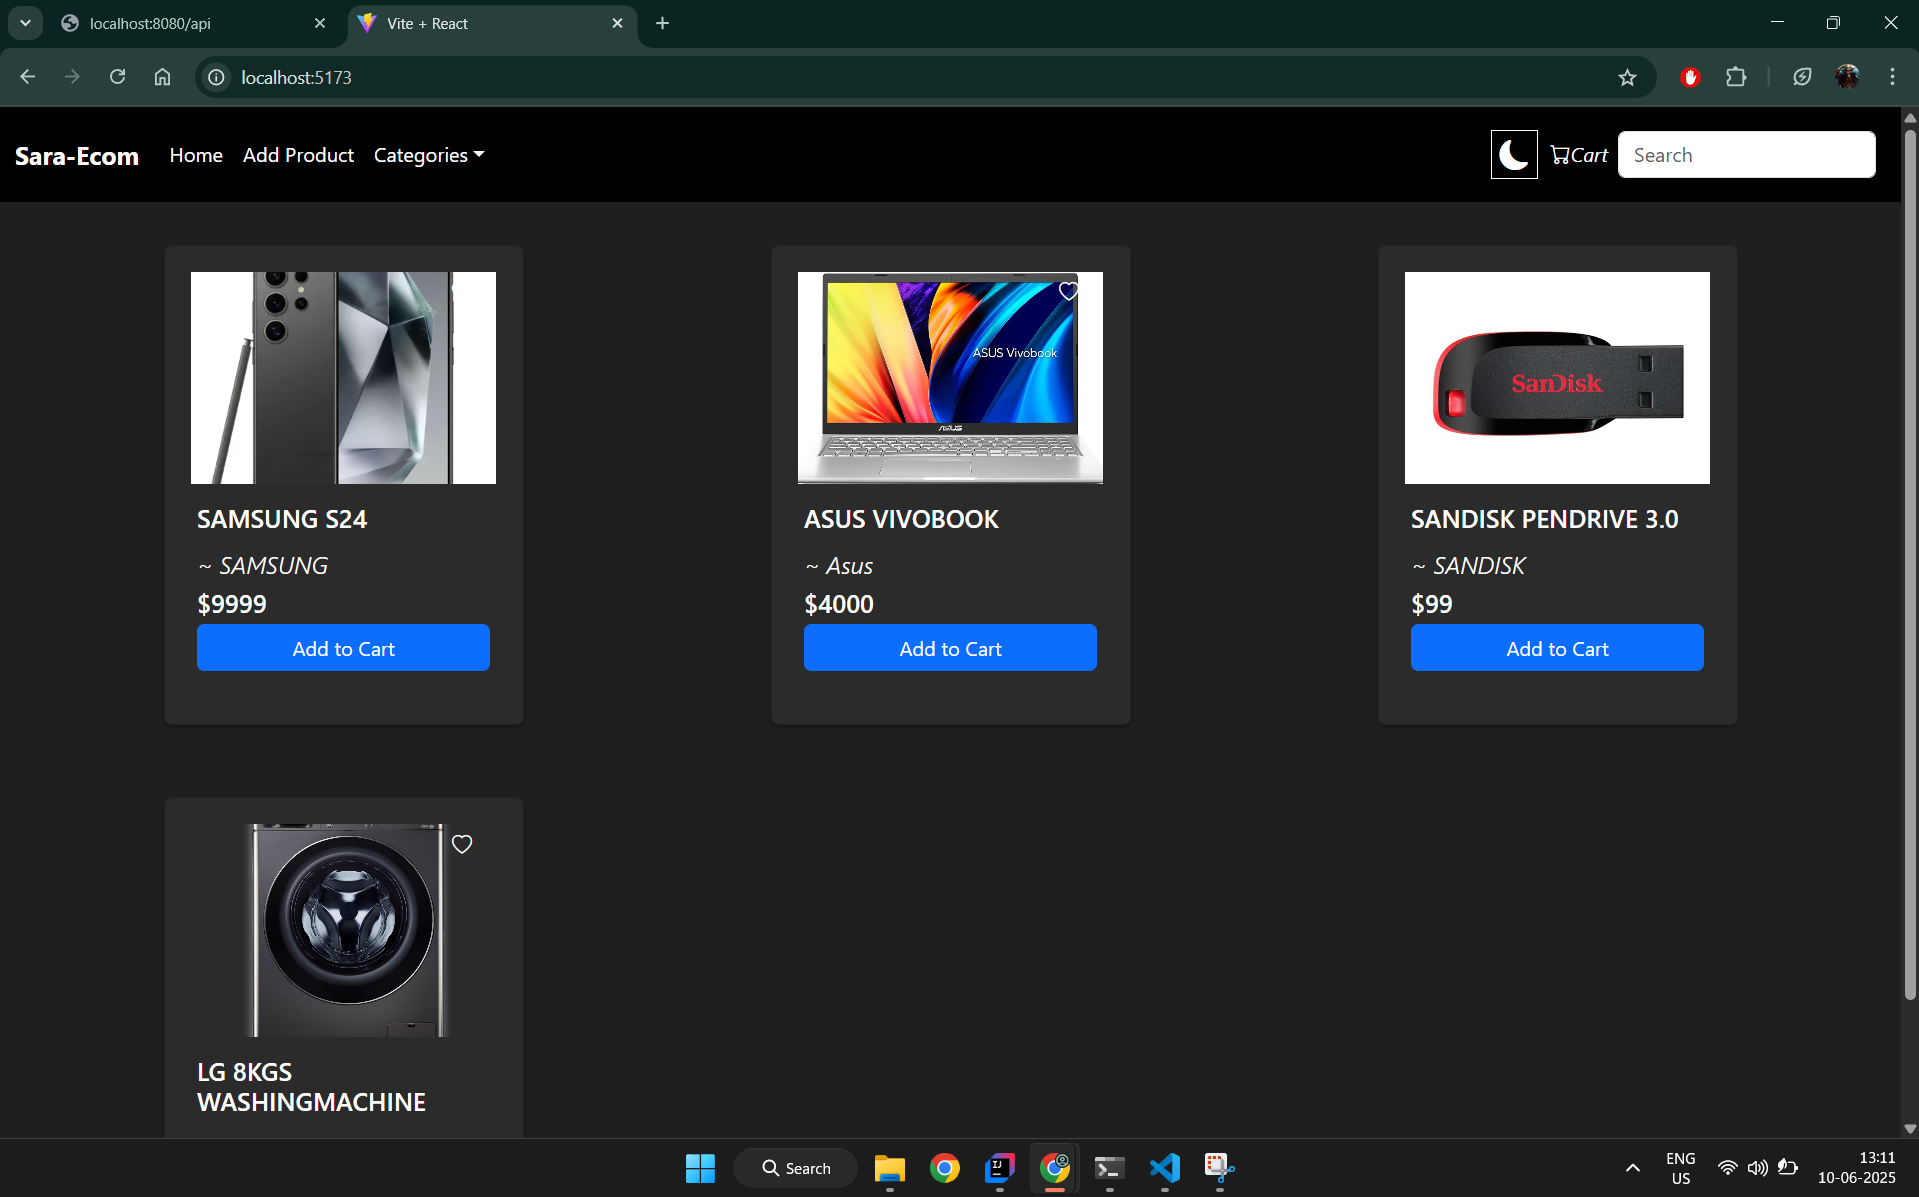 localhost:8080/api
Vite + React
localhost:5173
Sara-Ecom
Home
Add Product
Categories
Cart
Search
ASUS Vivobook
ASUS
SanDisk
SAMSUNG S24
~ SAMSUNG
$9999
Add to Cart
ASUS VIVOBOOK
~ Asus
$4000
Add to Cart
SANDISK PENDRIVE 3.0
~ SANDISK
$99
Add to Cart
LG 8KGS
WASHINGMACHINE
Search
ENG
US
13:11
10-06-2025